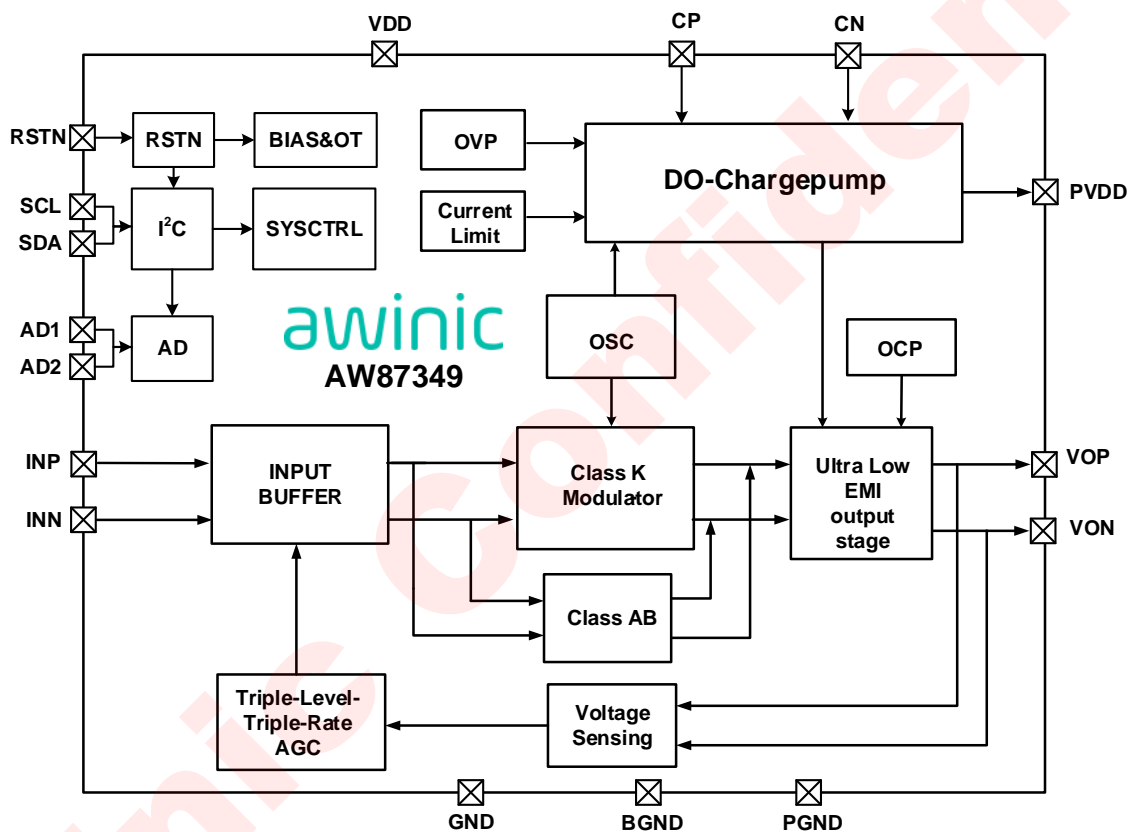 VDD
CP
CN
RSTN
RSTN
BIAS&OT
OVP
DO-Chargepump
SCL
SDA
I²C
SYSCTRL
Current
Limit
PVDD
AD1
AD2
AD
awinic
AW87349
OSC
OCP
INP
INN
INPUT
BUFFER
Class K
Modulator
Ultra Low
EMI
output
stage
VOP
VON
Class AB
Triple-Level-
Triple-Rate
AGC
Voltage
Sensing
GND
BGND
PGND
inic Confiden